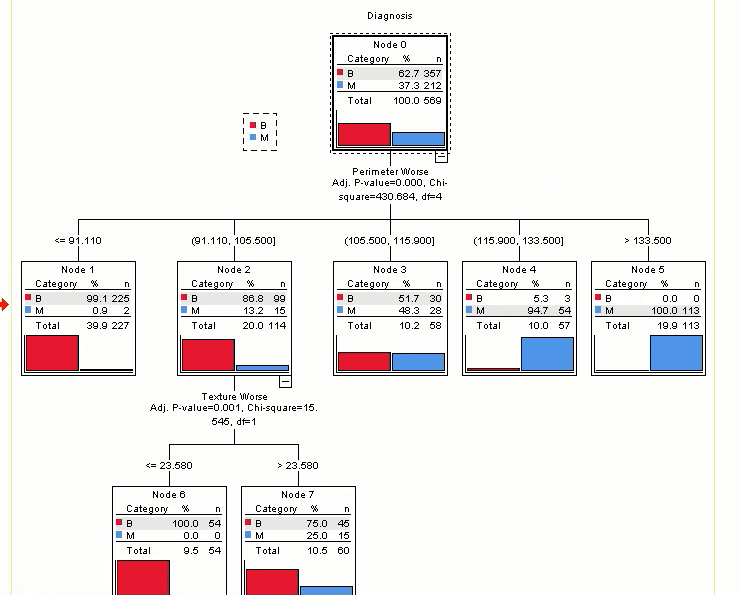 Diagnosis
Node 0
Category % n
B 62.7 357
M 37.3 212
Total 100.0 569
B
M
Perimeter Worse
Adj. P-value=0.000, Chi-
square=430.684, df=4
<= 91.110
(91.110, 105.500]
(105.500, 115.900]
(115.900, 133.500]
> 133.500
Node 1
Category % n
B 99.1 225
M 0.9 2
Total 39.9 227
Node 2
Category % n
B 86.8 99
M 13.2 15
Total 20.0 114
Node 3
Category % n
B 51.7 30
M 48.3 28
Total 10.2 58
Node 4
Category % n
B 5.3 3
M 94.7 54
Total 10.0 57
Node 5
Category % n
B 0.0 0
M 100.0 113
Total 19.9 113
Texture Worse
Adj. P-value=0.001, Chi-square=15.
545, df=1
<= 23.580
> 23.580
Node 6
Category % n
B 100.0 54
M 0.0 0
Total 9.5 54
Node 7
Category % n
B 75.0 45
M 25.0 15
Total 10.5 60